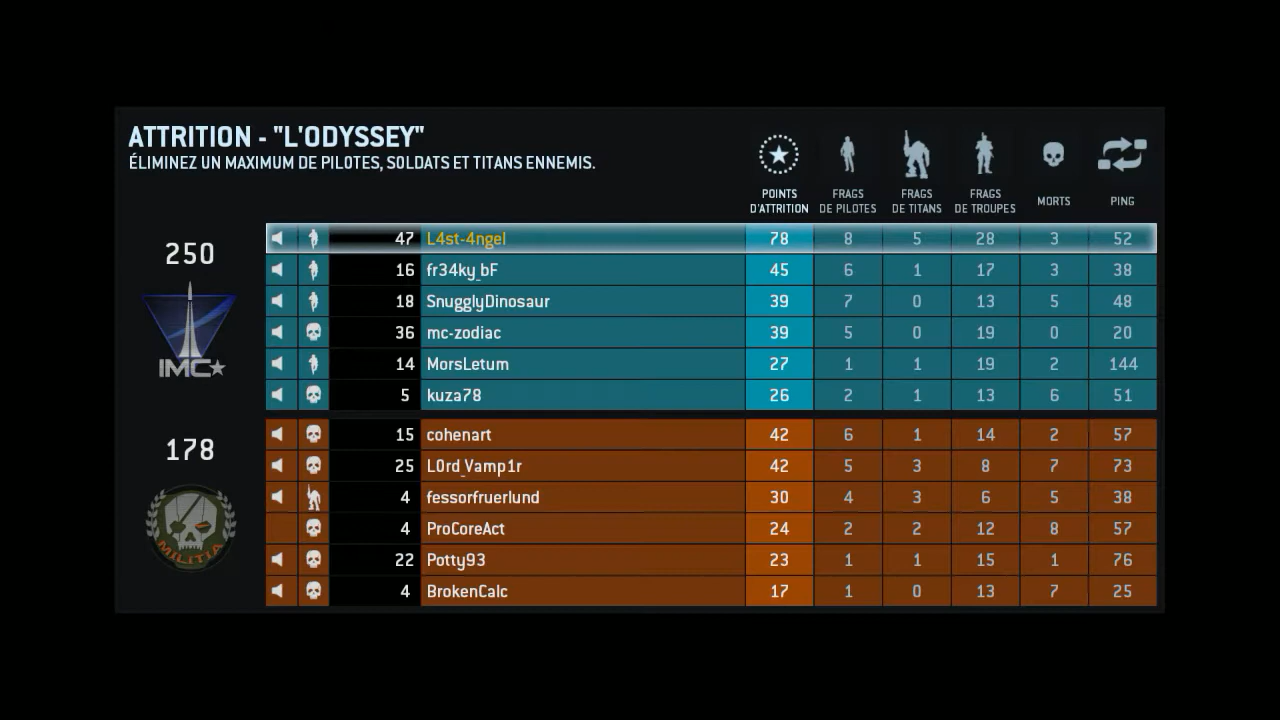 ATTRITION - "L'ODYSSEY"
ÉLIMINEZ UN MAXIMUM DE PILOTES, SOLDATS ET TITANS ENNEMIS.
POINTS D'ATTRITION FRAGS DE PILOTES FRAGS DE TITANS FRAGS DE TROUPES MORTS PING
250
IMC
47 L4st-4ngel 78 8 5 28 3 52
16 fr34ky_bF 45 6 1 17 3 38
18 SnugglyDinosaur 39 7 0 13 5 48
36 mc-zodiac 39 5 0 19 0 20
14 MorsLetum 27 1 1 19 2 144
5 kuza78 26 2 1 13 6 51
178
MILITIA
15 cohenart 42 6 1 14 2 57
25 L0rd_Vamp1r 42 5 3 8 7 73
4 fessorfruerlund 30 4 3 6 5 38
4 ProCoreAct 24 2 2 12 8 57
22 Potty93 23 1 1 15 1 76
4 BrokenCalc 17 1 0 13 7 25